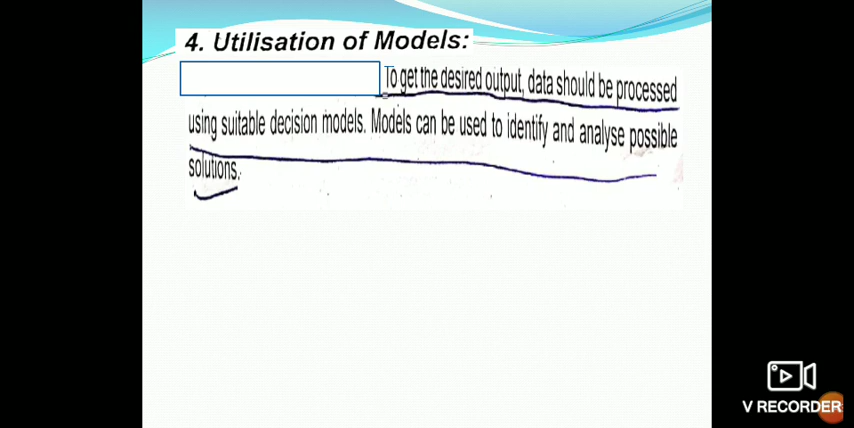 4. Utilisation of Models:
To get the desired output, data should be processed
using suitable decision models. Models can be used to identify and analyse possible
solutions.
V RECORDER